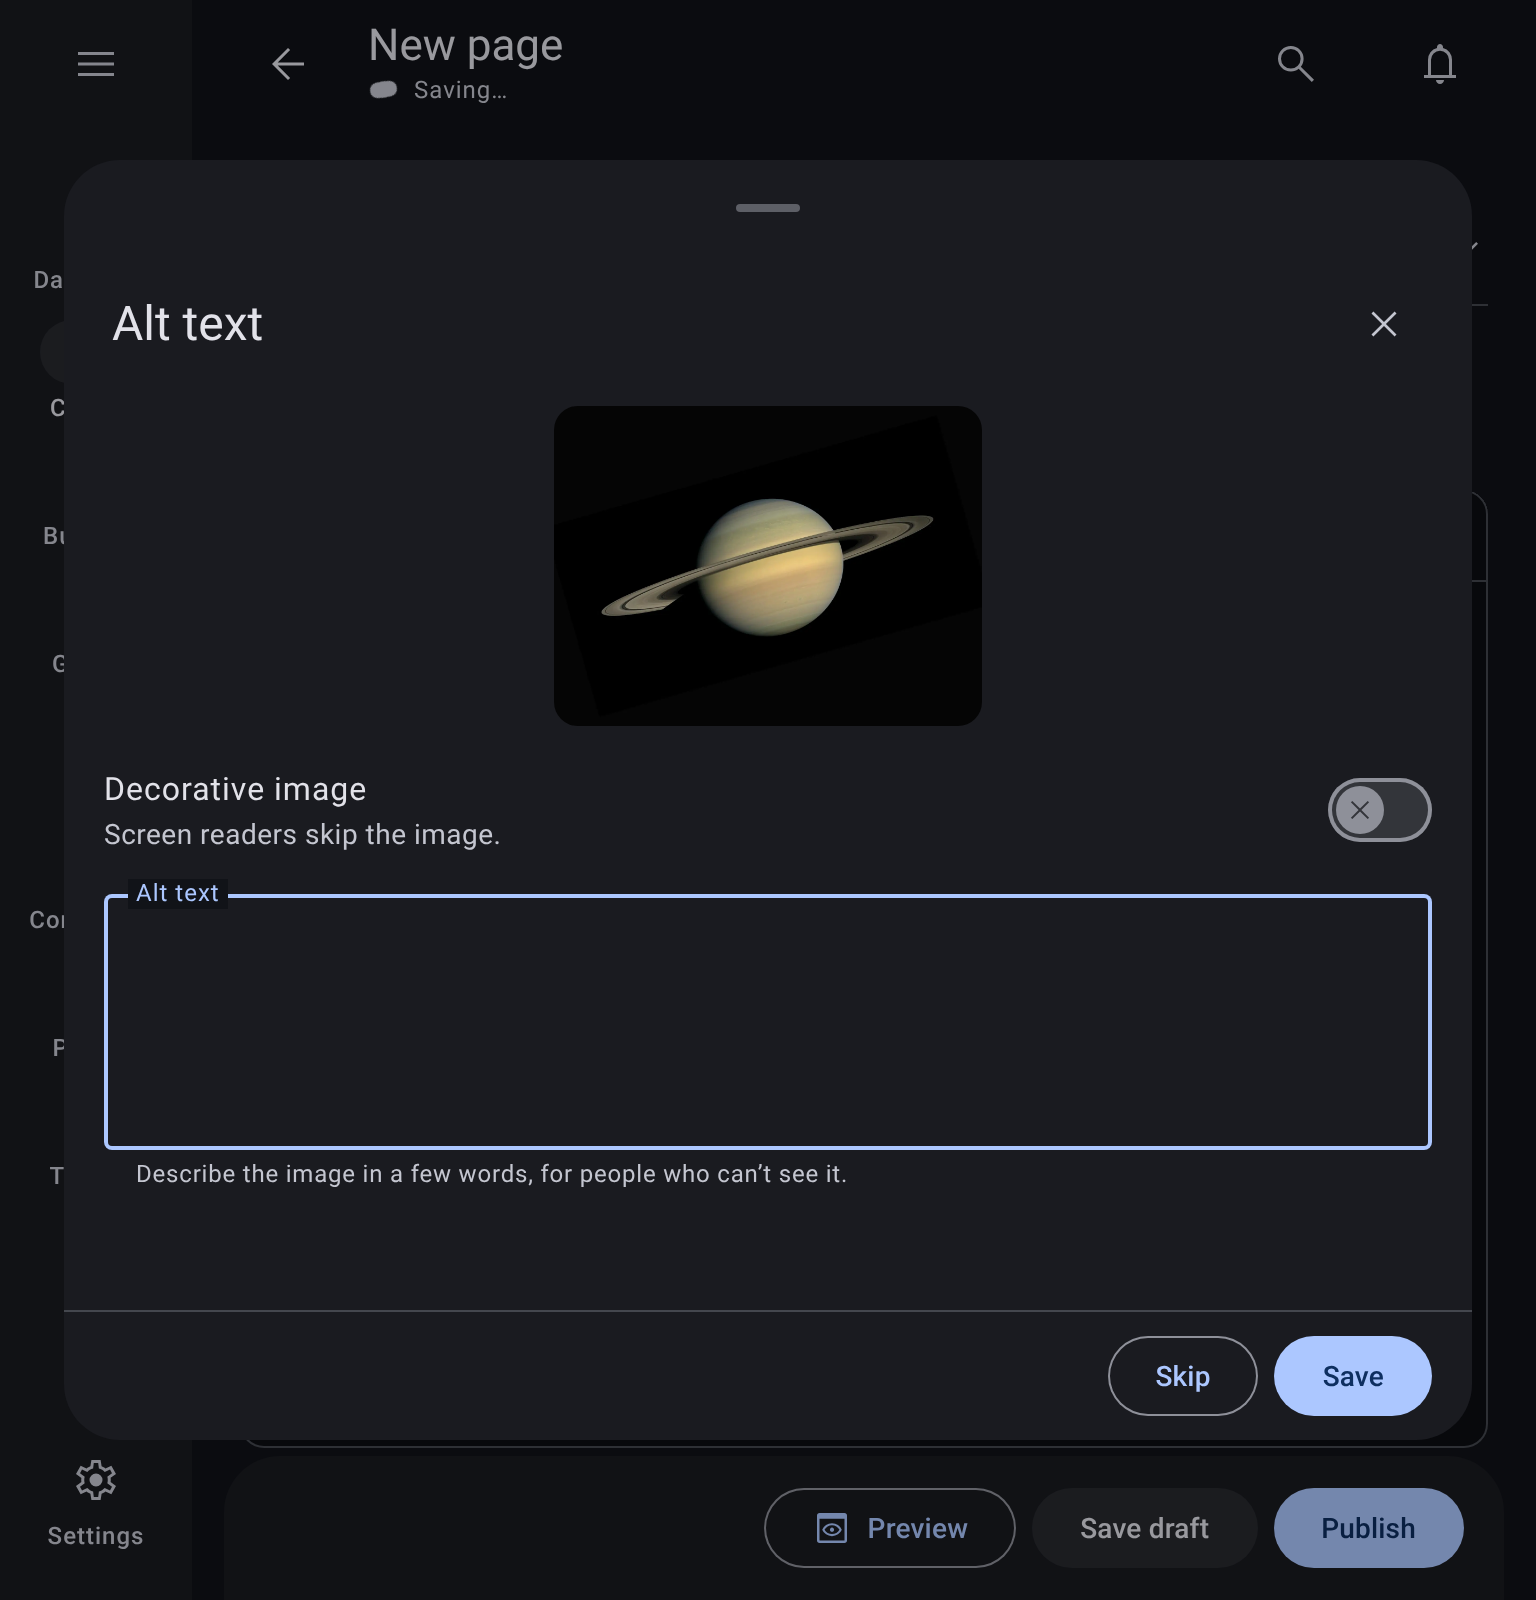 New page
Saving…
Alt text
Decorative image
Screen readers skip the image.
Alt text
Describe the image in a few words, for people who can’t see it.
Skip
Save
Settings
Preview
Save draft
Publish